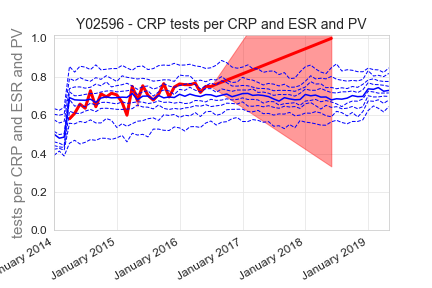 Y02596 - CRP tests per CRP and ESR and PV
tests per CRP and ESR and PV
1.0
0.8
0.6
0.4
0.2
0.0
2014
January 2015
January 2016
January 2017
January 2018
January 2019